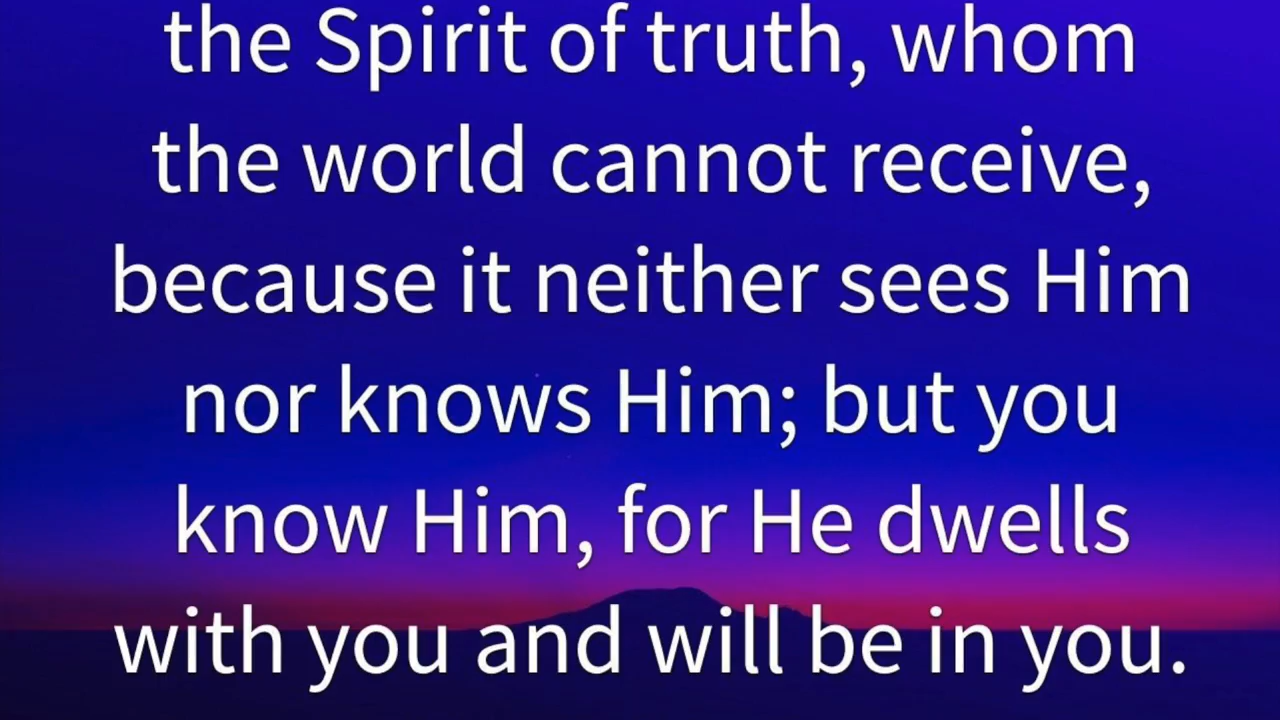 the Spirit of truth, whom
the world cannot receive,
because it neither sees Him
nor knows Him; but you
know Him, for He dwells
with you and will be in you.